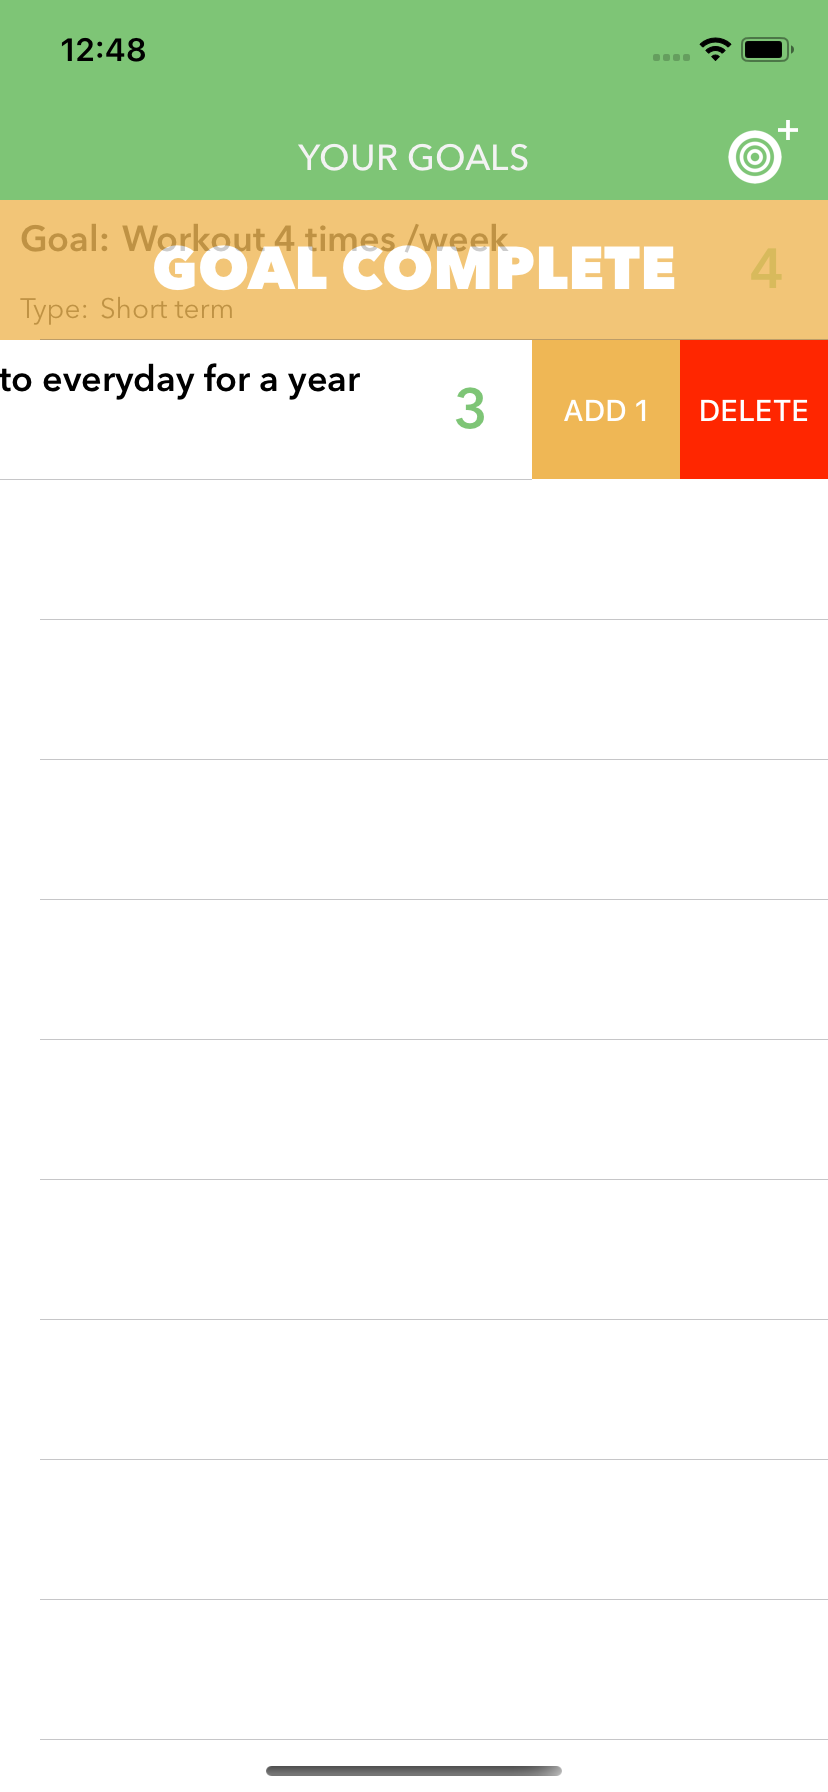 12:48
YOUR GOALS
Goal: Workout 4 times /week
GOAL COMPLETE
4
Type: Short term
to everyday for a year
3
ADD 1
DELETE